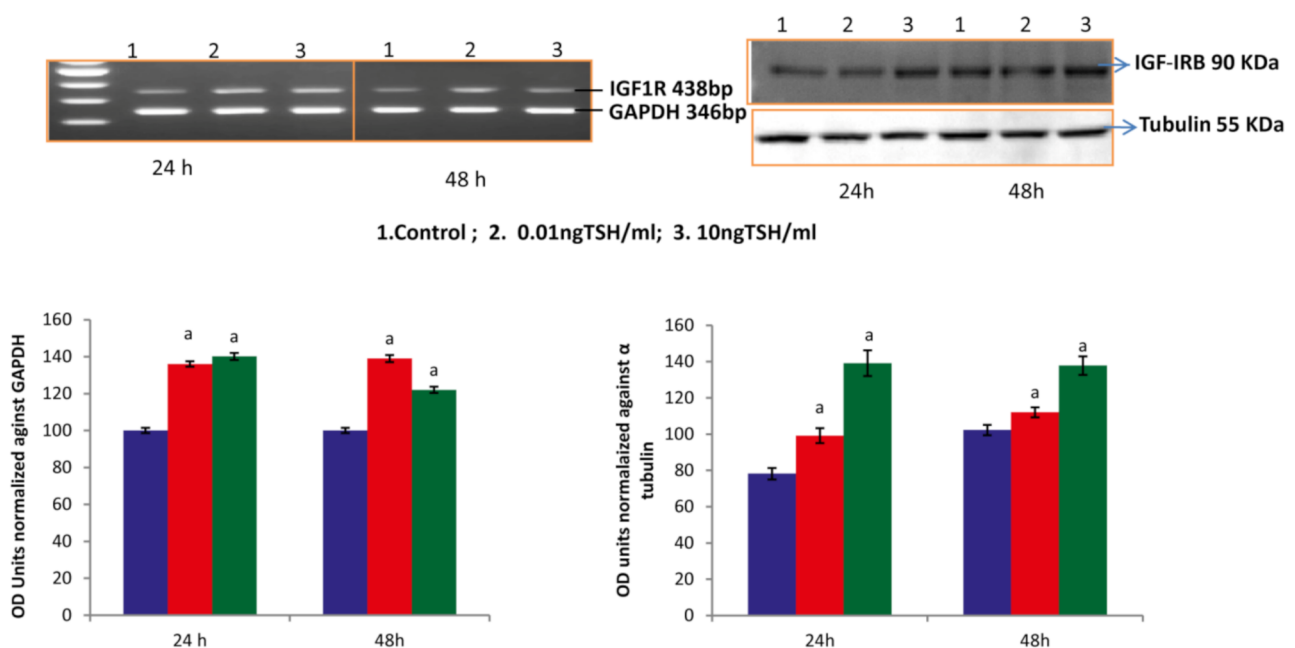 1 2 3 1 2 3
IGF1R 438bp
GAPDH 346bp
24 h 48 h
1 2 3 1 2 3
IGF-IRB 90 KDa
Tubulin 55 KDa
24h 48h
1.Control ; 2. 0.01ngTSH/ml; 3. 10ngTSH/ml
OD Units normalized aginst GAPDH
160
140
120
100
80
60
40
20
0
a a a a
24 h 48h
OD units normalaized against α
tubulin
160
140
120
100
80
60
40
20
0
a a a a
24h 48h